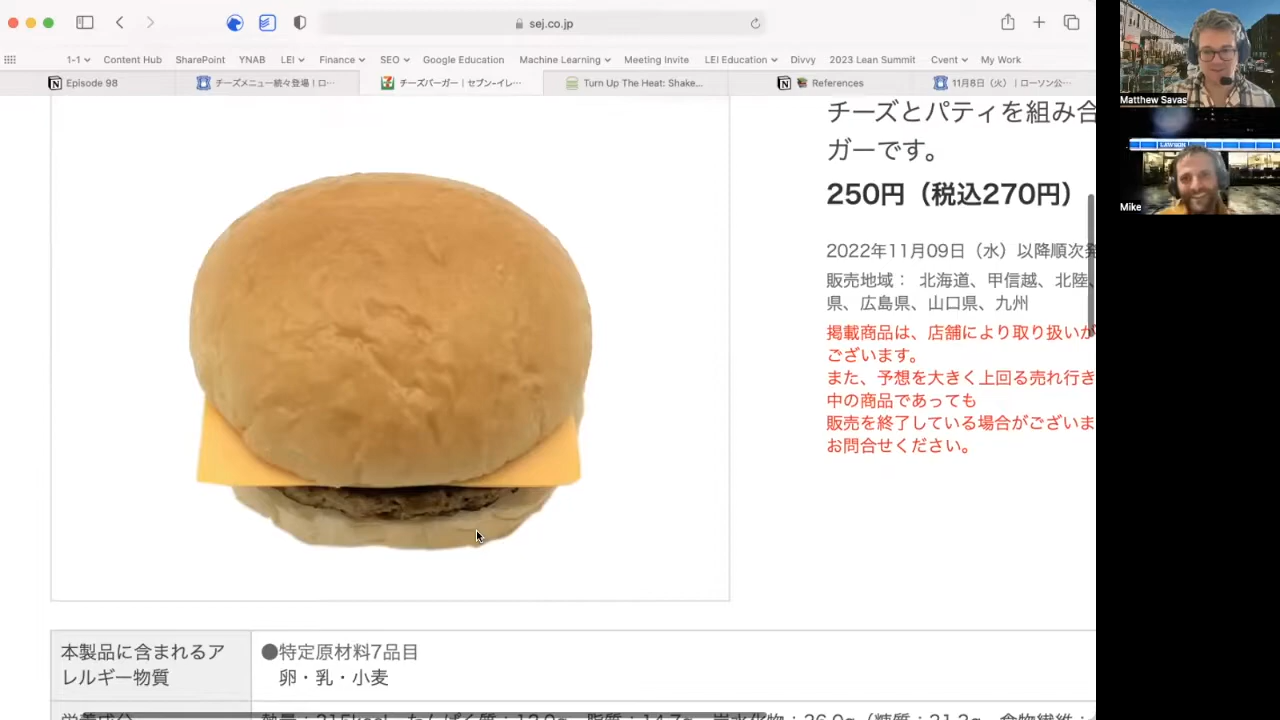 sej.co.jp
1-1 Content Hub SharePoint YNAB LEI Finance SEO Google Education Machine Learning Meeting Invite LEI Education Divvy 2023 Lean Summit Cvent My Work
Episode 98
チーズメニュー続々登場！ロ…
チーズバーガー｜セブン‐イレ…
Turn Up The Heat: Shake...
References
11月8日（火）｜ローソン公…
チーズとパティを組み合
ガーです。
250円（税込270円）
2022年11月09日（水）以降順次発
販売地域： 北海道、甲信越、北陸、
県、広島県、山口県、九州
掲載商品は、店舗により取り扱いが
ございます。
また、予想を大きく上回る売れ行き
中の商品であっても
販売を終了している場合がございま
お問合せください。
本製品に含まれるア
レルギー物質
●特定原材料7品目
卵・乳・小麦
Matthew Savas
LAWSON
Mike